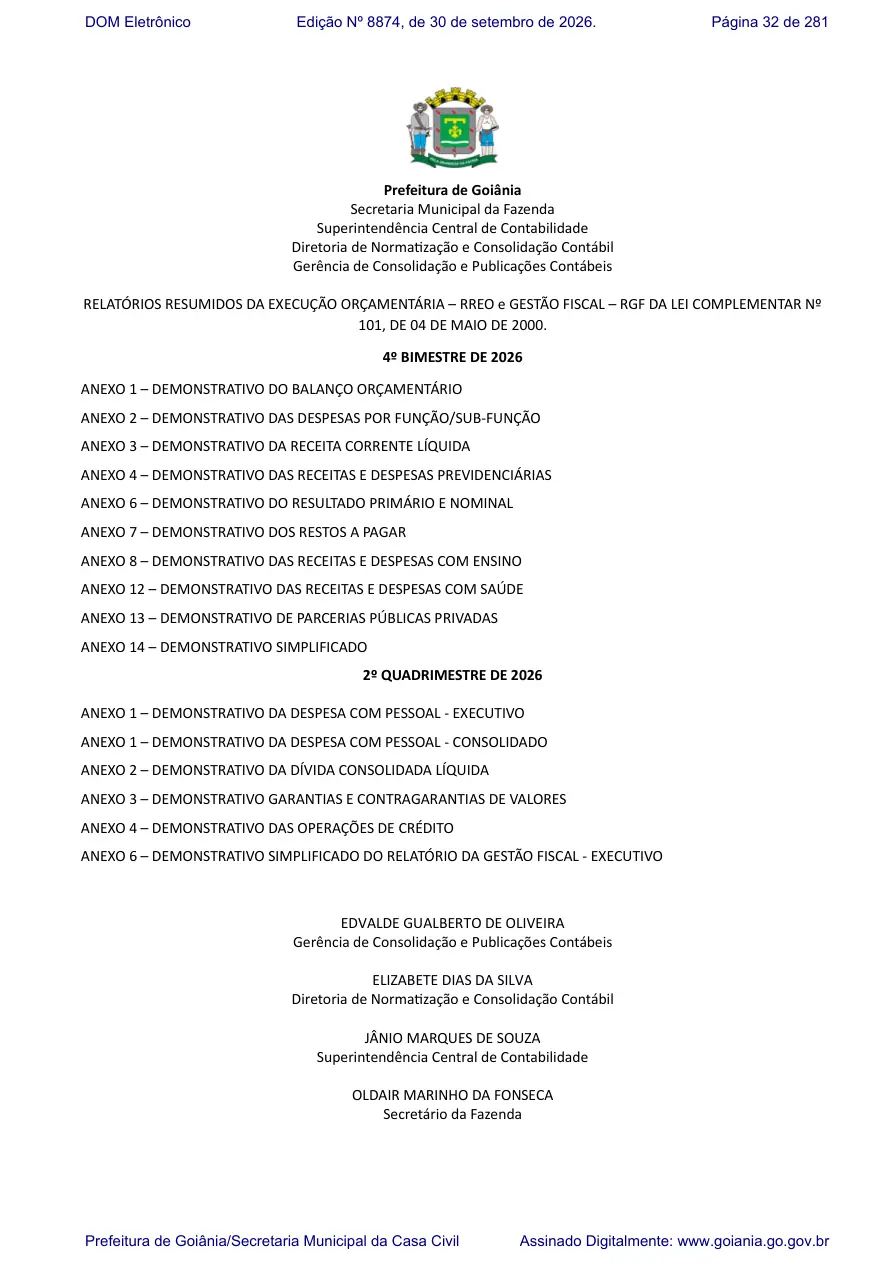 DOM Eletrônico Edição Nº 8874, de 30 de setembro de 2026. Página 32 de 281
Prefeitura de Goiânia
Secretaria Municipal da Fazenda
Superintendência Central de Contabilidade
Diretoria de Normatização e Consolidação Contábil
Gerência de Consolidação e Publicações Contábeis
RELATÓRIOS RESUMIDOS DA EXECUÇÃO ORÇAMENTÁRIA – RREO e GESTÃO FISCAL – RGF DA LEI COMPLEMENTAR Nº
101, DE 04 DE MAIO DE 2000.
4º BIMESTRE DE 2026
ANEXO 1 – DEMONSTRATIVO DO BALANÇO ORÇAMENTÁRIO
ANEXO 2 – DEMONSTRATIVO DAS DESPESAS POR FUNÇÃO/SUB-FUNÇÃO
ANEXO 3 – DEMONSTRATIVO DA RECEITA CORRENTE LÍQUIDA
ANEXO 4 – DEMONSTRATIVO DAS RECEITAS E DESPESAS PREVIDENCIÁRIAS
ANEXO 6 – DEMONSTRATIVO DO RESULTADO PRIMÁRIO E NOMINAL
ANEXO 7 – DEMONSTRATIVO DOS RESTOS A PAGAR
ANEXO 8 – DEMONSTRATIVO DAS RECEITAS E DESPESAS COM ENSINO
ANEXO 12 – DEMONSTRATIVO DAS RECEITAS E DESPESAS COM SAÚDE
ANEXO 13 – DEMONSTRATIVO DE PARCERIAS PÚBLICAS PRIVADAS
ANEXO 14 – DEMONSTRATIVO SIMPLIFICADO
2º QUADRIMESTRE DE 2026
ANEXO 1 – DEMONSTRATIVO DA DESPESA COM PESSOAL - EXECUTIVO
ANEXO 1 – DEMONSTRATIVO DA DESPESA COM PESSOAL - CONSOLIDADO
ANEXO 2 – DEMONSTRATIVO DA DÍVIDA CONSOLIDADA LÍQUIDA
ANEXO 3 – DEMONSTRATIVO GARANTIAS E CONTRAGARANTIAS DE VALORES
ANEXO 4 – DEMONSTRATIVO DAS OPERAÇÕES DE CRÉDITO
ANEXO 6 – DEMONSTRATIVO SIMPLIFICADO DO RELATÓRIO DA GESTÃO FISCAL - EXECUTIVO
EDVALDE GUALBERTO DE OLIVEIRA
Gerência de Consolidação e Publicações Contábeis
ELIZABETE DIAS DA SILVA
Diretoria de Normatização e Consolidação Contábil
JÂNIO MARQUES DE SOUZA
Superintendência Central de Contabilidade
OLDAIR MARINHO DA FONSECA
Secretário da Fazenda
Prefeitura de Goiânia/Secretaria Municipal da Casa Civil Assinado Digitalmente: www.goiania.go.gov.br